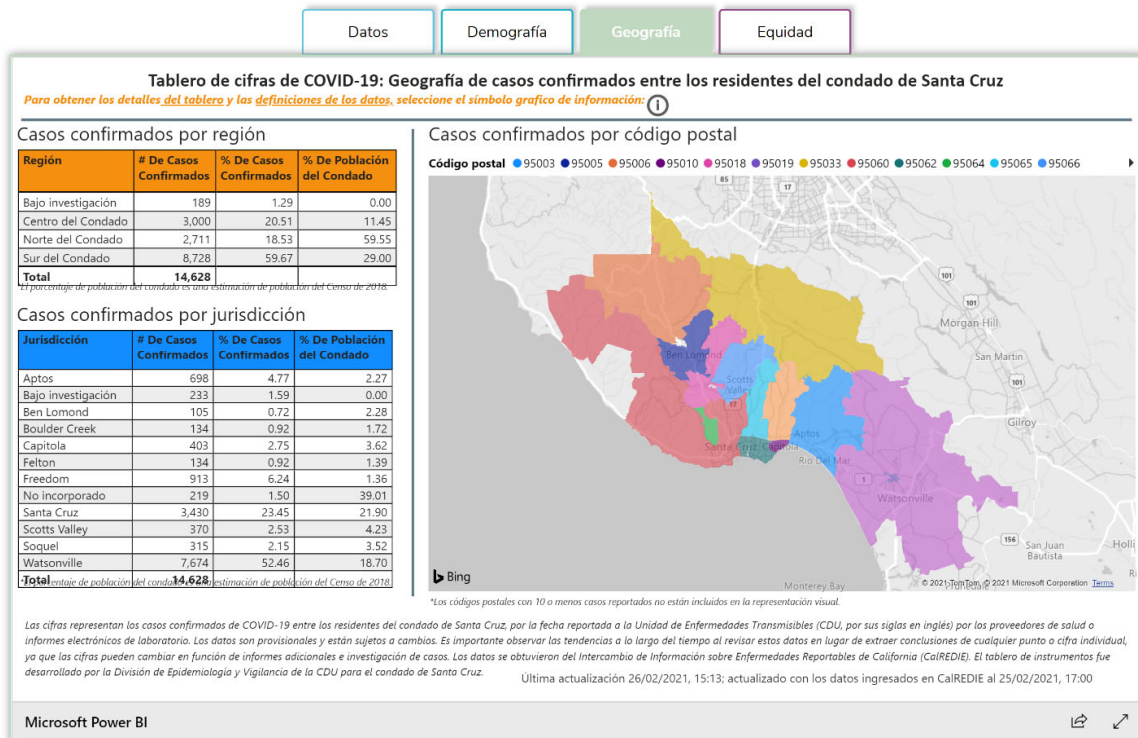 Datos
Demografía
Geografía
Equidad
Tablero de cifras de COVID-19: Geografía de casos confirmados entre los residentes del condado de Santa Cruz
Para obtener los detalles del tablero y las definiciones de los datos, seleccione el símbolo grafico de información:
Casos confirmados por región
Región # De Casos Confirmados % De Casos Confirmados % De Población del Condado
Bajo investigación 189 1.29 0.00
Centro del Condado 3,000 20.51 11.45
Norte del Condado 2,711 18.53 59.55
Sur del Condado 8,728 59.67 29.00
Total 14,628
*El porcentaje de población del condado es una estimación de población del Censo de 2018.
Casos confirmados por jurisdicción
Jurisdicción # De Casos Confirmados % De Casos Confirmados % De Población del Condado
Aptos 698 4.77 2.27
Bajo investigación 233 1.59 0.00
Ben Lomond 105 0.72 2.28
Boulder Creek 134 0.92 1.72
Capitola 403 2.75 3.62
Felton 134 0.92 1.39
Freedom 913 6.24 1.36
No incorporado 219 1.50 39.01
Santa Cruz 3,430 23.45 21.90
Scotts Valley 370 2.53 4.23
Soquel 315 2.15 3.52
Watsonville 7,674 52.46 18.70
Total 14,628
*El porcentaje de población del condado es una estimación de población del Censo de 2018.
Casos confirmados por código postal
Código postal 95003 95005 95006 95010 95018 95019 95033 95060 95062 95064 95065 95066
85
17
101
101
Morgan Hill
San Martin
101
Gilroy
Ben Lomond
Scotts Valley
17
Santa Cruz
Capitola
Aptos
Rio Del Mar
1
Watsonville
156
San Juan Bautista
Holli
Monterey Bay
Bing
© 2021 TomTom, © 2021 Microsoft Corporation Terms
*Los códigos postales con 10 o menos casos reportados no están incluidos en la representación visual.
Las cifras representan los casos confirmados de COVID-19 entre los residentes del condado de Santa Cruz, por la fecha reportada a la Unidad de Enfermedades Transmisibles (CDU, por sus siglas en inglés) por los proveedores de salud o
informes electrónicos de laboratorio. Los datos son provisionales y están sujetos a cambios. Es importante observar las tendencias a lo largo del tiempo al revisar estos datos en lugar de extraer conclusiones de cualquier punto o cifra individual,
ya que las cifras pueden cambiar en función de informes adicionales e investigación de casos. Los datos se obtuvieron del Intercambio de Información sobre Enfermedades Reportables de California (CalREDIE). El tablero de instrumentos fue
desarrollado por la División de Epidemiología y Vigilancia de la CDU para el condado de Santa Cruz.
Última actualización 26/02/2021, 15:13; actualizado con los datos ingresados en CalREDIE al 25/02/2021, 17:00
Microsoft Power BI